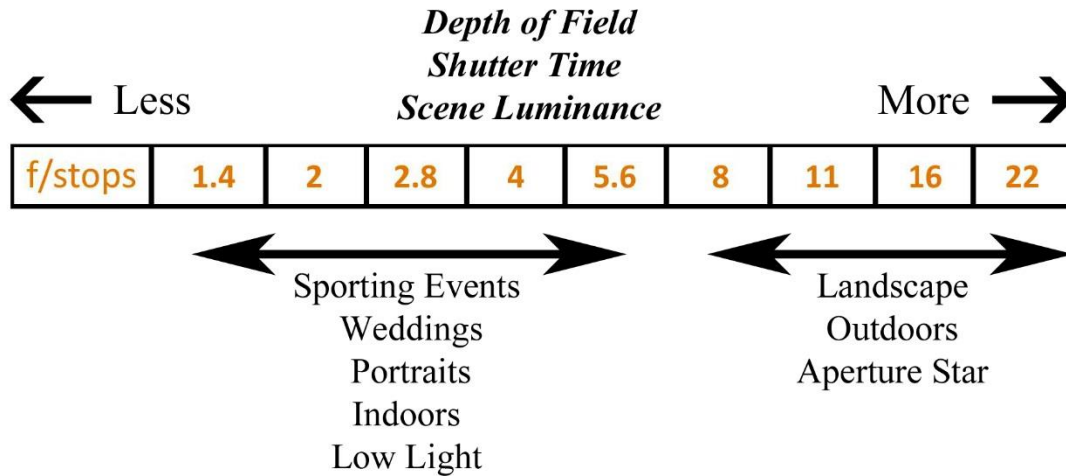 Depth of Field
Shutter Time
Scene Luminance
Less
More
f/stops 1.4 2 2.8 4 5.6 8 11 16 22
Sporting Events
Weddings
Portraits
Indoors
Low Light
Landscape
Outdoors
Aperture Star